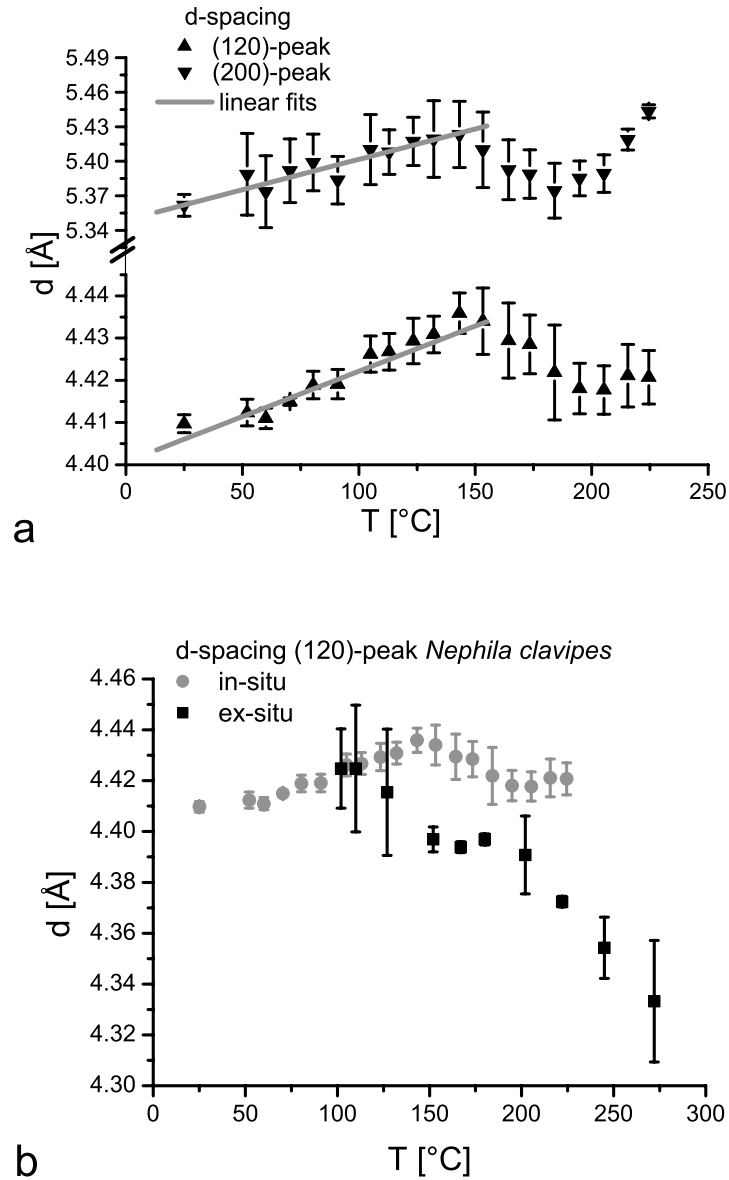 d-spacing
(120)-peak
(200)-peak
linear fits
5.49
5.46
5.43
5.40
5.37
5.34
4.44
4.43
4.42
4.41
4.40
d [Å]
0 50 100 150 200 250
T [°C]
a
d-spacing (120)-peak Nephila clavipes
in-situ
ex-situ
4.46
4.44
4.42
4.40
4.38
4.36
4.34
4.32
4.30
d [Å]
0 50 100 150 200 250 300
T [°C]
b